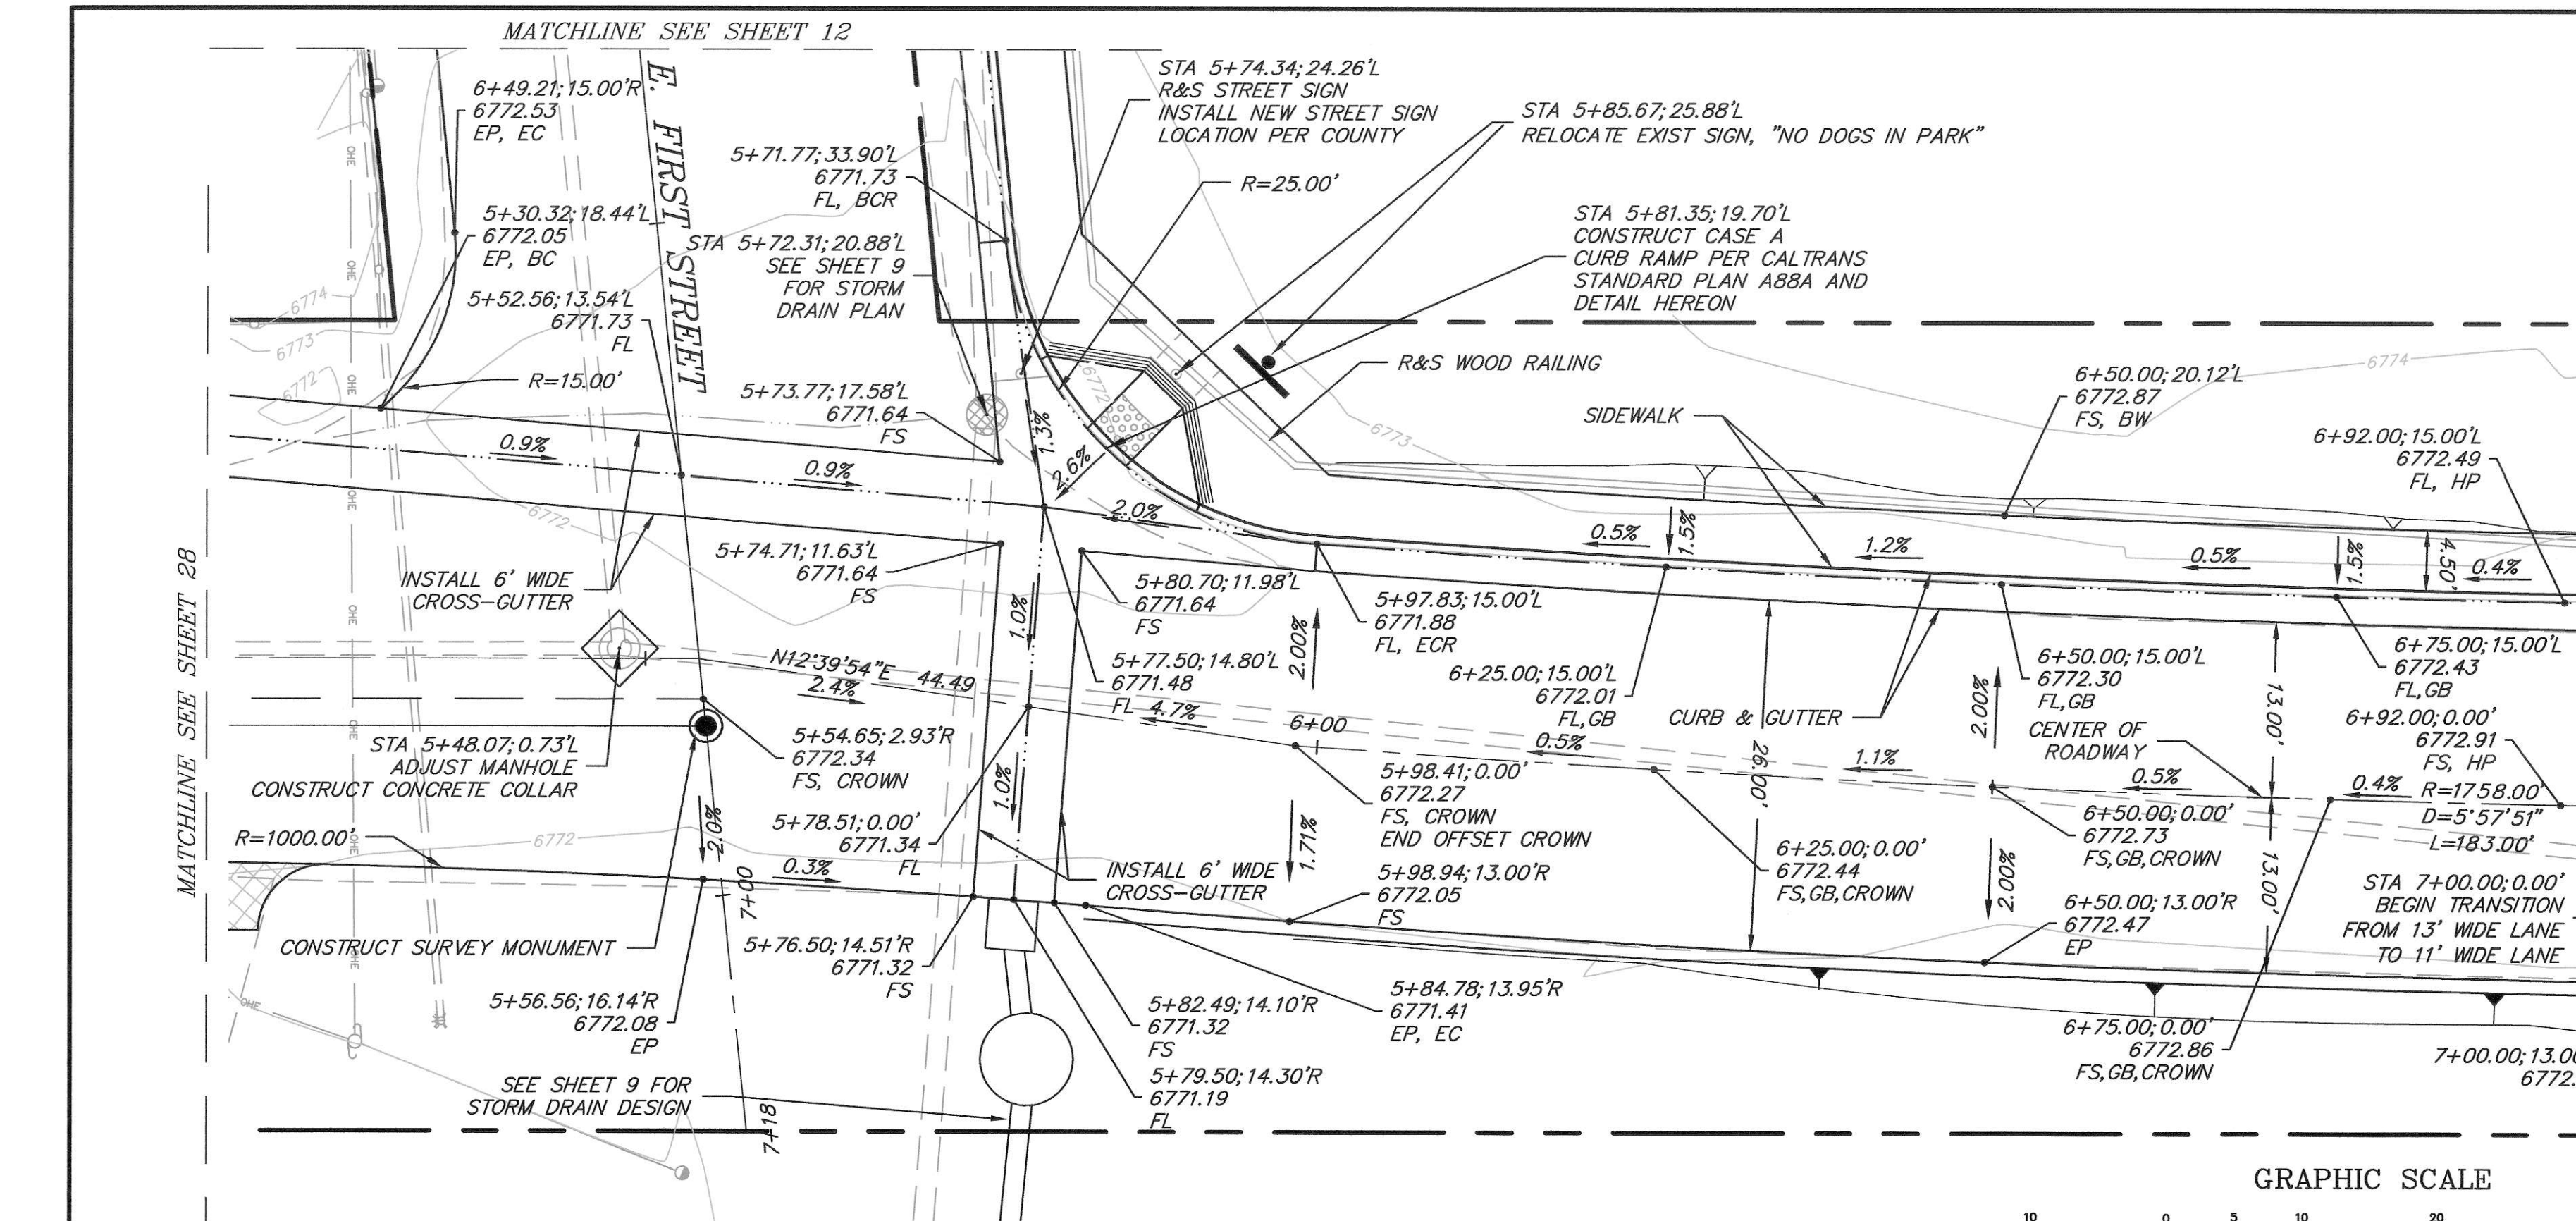 MATCHLINE SEE SHEET 12
E. FIRST STREET
6+49.21;15.00'R
6772.53
EP, EC
5+30.32;18.44'L
6772.05
EP, BC
5+52.56;13.54'L
6771.73
FL
R=15.00'
5+71.77;33.90'L
6771.73
FL, BCR
STA 5+72.31;20.88'L
SEE SHEET 9
FOR STORM
DRAIN PLAN
5+73.77;17.58'L
6771.64
FS
STA 5+74.34;24.26'L
R&S STREET SIGN
INSTALL NEW STREET SIGN
LOCATION PER COUNTY
R=25.00'
STA 5+85.67;25.88'L
RELOCATE EXIST SIGN, "NO DOGS IN PARK"
STA 5+81.35;19.70'L
CONSTRUCT CASE A
CURB RAMP PER CALTRANS
STANDARD PLAN A88A AND
DETAIL HEREON
R&S WOOD RAILING
SIDEWALK
6+50.00;20.12'L
6772.87
FS, BW
6+92.00;15.00'L
6772.49
FL, HP
6774
6773
6772
6772
6773
6774
OHE
OHE
OHE
OHE
OHE
OHE
OHE
OHE
0.9%
0.9%
1.3%
2.6%
2.0%
0.5%
1.5%
1.2%
0.5%
1.5%
4.50'
0.4%
6772
MATCHLINE SEE SHEET 28
INSTALL 6' WIDE
CROSS-GUTTER
5+74.71;11.63'L
6771.64
FS
1.0%
5+80.70;11.98'L
6771.64
FS
5+77.50;14.80'L
6771.48
FL
2.00%
5+97.83;15.00'L
6771.88
FL, ECR
6+25.00;15.00'L
6772.01
FL,GB
CURB & GUTTER
6+50.00;15.00'L
6772.30
FL,GB
2.00%
CENTER OF
ROADWAY
13.00'
6+75.00;15.00'L
6772.43
FL,GB
6+92.00;0.00'
6772.91
FS, HP
N12°39'54"E 44.49
2.4%
4.7%
6+00
0.5%
1.1%
0.5%
0.4%
26.00'
STA 5+48.07;0.73'L
ADJUST MANHOLE
CONSTRUCT CONCRETE COLLAR
5+54.65;2.93'R
6772.34
FS, CROWN
5+78.51;0.00'
6771.34
FL
1.0%
2.0%
5+98.41;0.00'
6772.27
FS, CROWN
END OFFSET CROWN
1.71%
6+25.00;0.00'
6772.44
FS,GB,CROWN
6+50.00;0.00'
6772.73
FS,GB,CROWN
R=1758.00'
D=5°57'51"
L=183.00'
R=1000.00'
6772
0.3%
7+00
INSTALL 6' WIDE
CROSS-GUTTER
5+98.94;13.00'R
6772.05
FS
2.00%
13.00'
6+50.00;13.00'R
6772.47
EP
STA 7+00.00;0.00'
BEGIN TRANSITION
FROM 13' WIDE LANE
TO 11' WIDE LANE
CONSTRUCT SURVEY MONUMENT
5+76.50;14.51'R
6771.32
FS
5+56.56;16.14'R
6772.08
EP
5+82.49;14.10'R
6771.32
FS
5+84.78;13.95'R
6771.41
EP, EC
5+79.50;14.30'R
6771.19
FL
6+75.00;0.00'
6772.86
FS,GB,CROWN
7+00.00;13.0
6772.
SEE SHEET 9 FOR
STORM DRAIN DESIGN
7+18
GRAPHIC SCALE
10 0 5 10 20